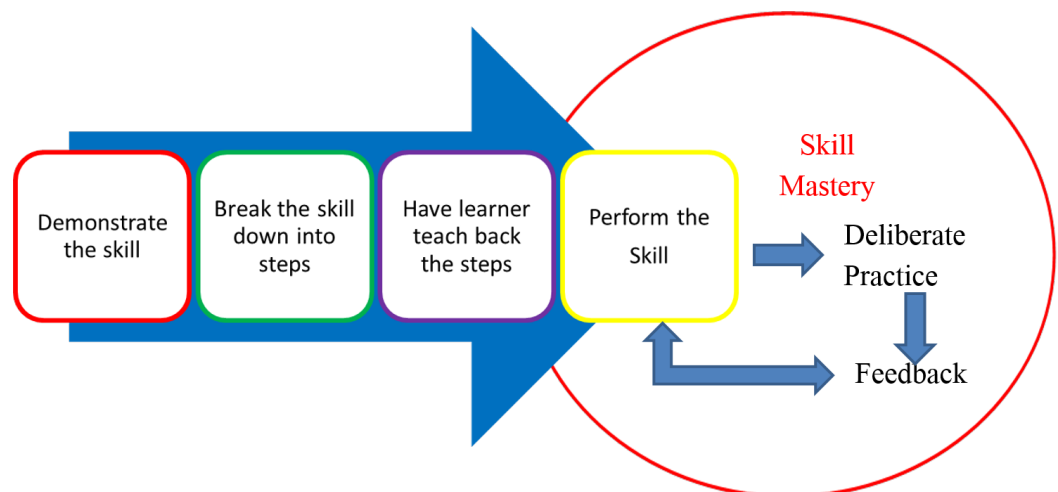 Demonstrate
the skill
Break the skill
down into
steps
Have learner
teach back
the steps
Perform the
Skill
Skill
Mastery
Deliberate
Practice
Feedback